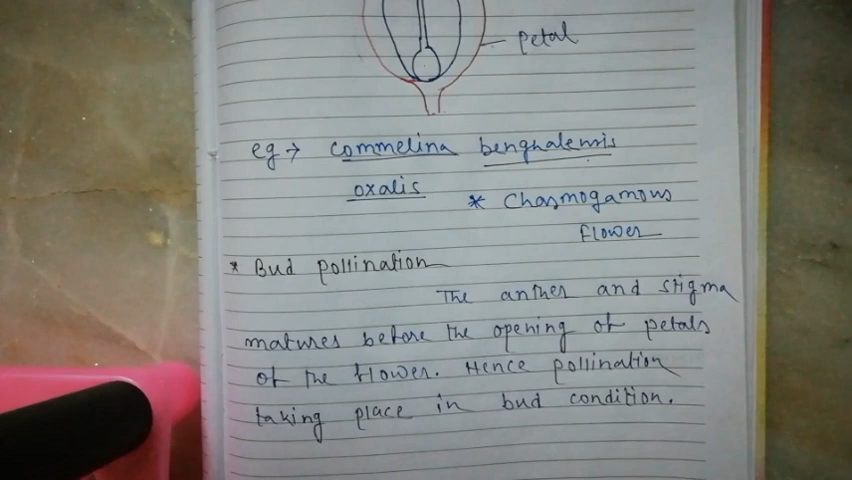 petal
eg → commelina benghalensis
oxalis
* Chasmogamous
flower
* Bud pollination
The anther and stigma
matures before the opening of petals
of the flower. Hence pollination
taking place in bud condition.